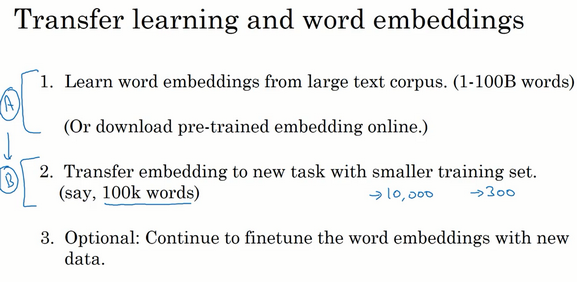 Transfer learning and word embeddings
1. Learn word embeddings from large text corpus. (1-100B words)
A
(Or download pre-trained embedding online.)
B
2. Transfer embedding to new task with smaller training set.
(say, 100k words) →10,000 →300
3. Optional: Continue to finetune the word embeddings with new
data.